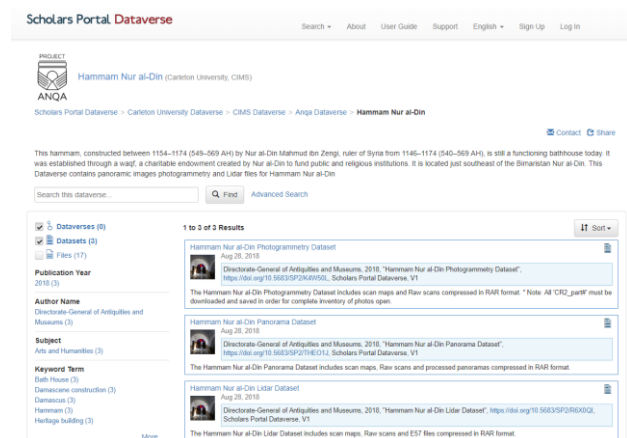 Scholars Portal Dataverse
Search About User Guide Support English Sign Up Log In
PROJECT
ANQA
Hammam Nur al-Din (Carleton University, CIMS)
Scholars Portal Dataverse > Carleton University Dataverse > CIMS Dataverse > Anqa Dataverse > Hammam Nur al-Din
Contact Share
This hammam, constructed between 1154–1174 (549–569 AH) by Nur al-Din Mahmud ibn Zengi, ruler of Syria from 1146–1174 (540–569 AH), is still a functioning bathhouse today. It
was established through a waqf, a charitable endowment created by Nur al-Din to fund public and religious institutions. It is located just southeast of the Bimaristan Nur al-Din. This
Dataverse contains panoramic images photogrammetry and Lidar files for Hammam Nur al-Din
Search this dataverse... Find Advanced Search
Dataverses (0)
Datasets (3)
Files (17)
Publication Year
2018 (3)
Author Name
Directorate-General of Antiquities and
Museums (3)
Subject
Arts and Humanities (3)
Keyword Term
Bath House (3)
Damascene construction (3)
Damascus (3)
Hammam (3)
Heritage building (3)
More
1 to 3 of 3 Results Sort
Hammam Nur al-Din Photogrammetry Dataset
Aug 28, 2018
Directorate-General of Antiquities and Museums, 2018, "Hammam Nur al-Din Photogrammetry Dataset",
https://doi.org/10.5683/SP2/K4W50L, Scholars Portal Dataverse, V1
The Hammam Nur al-Din Photogrammetry Dataset includes scan maps and Raw scans compressed in RAR format. * Note: All 'CR2_part#' must be
downloaded and saved in order for complete inventory of photos open.
Hammam Nur al-Din Panorama Dataset
Aug 28, 2018
Directorate-General of Antiquities and Museums, 2018, "Hammam Nur al-Din Panorama Dataset",
https://doi.org/10.5683/SP2/THEO1J, Scholars Portal Dataverse, V1
The Hammam Nur al-Din Panorama Dataset includes scan maps, Raw scans and processed panoramas compressed in RAR format.
Hammam Nur al-Din Lidar Dataset
Aug 28, 2018
Directorate-General of Antiquities and Museums, 2018, "Hammam Nur al-Din Lidar Dataset", https://doi.org/10.5683/SP2/R6X0QI,
Scholars Portal Dataverse, V1
The Hammam Nur al-Din Lidar Dataset includes scan maps, Raw scans and E57 files compressed in RAR format.